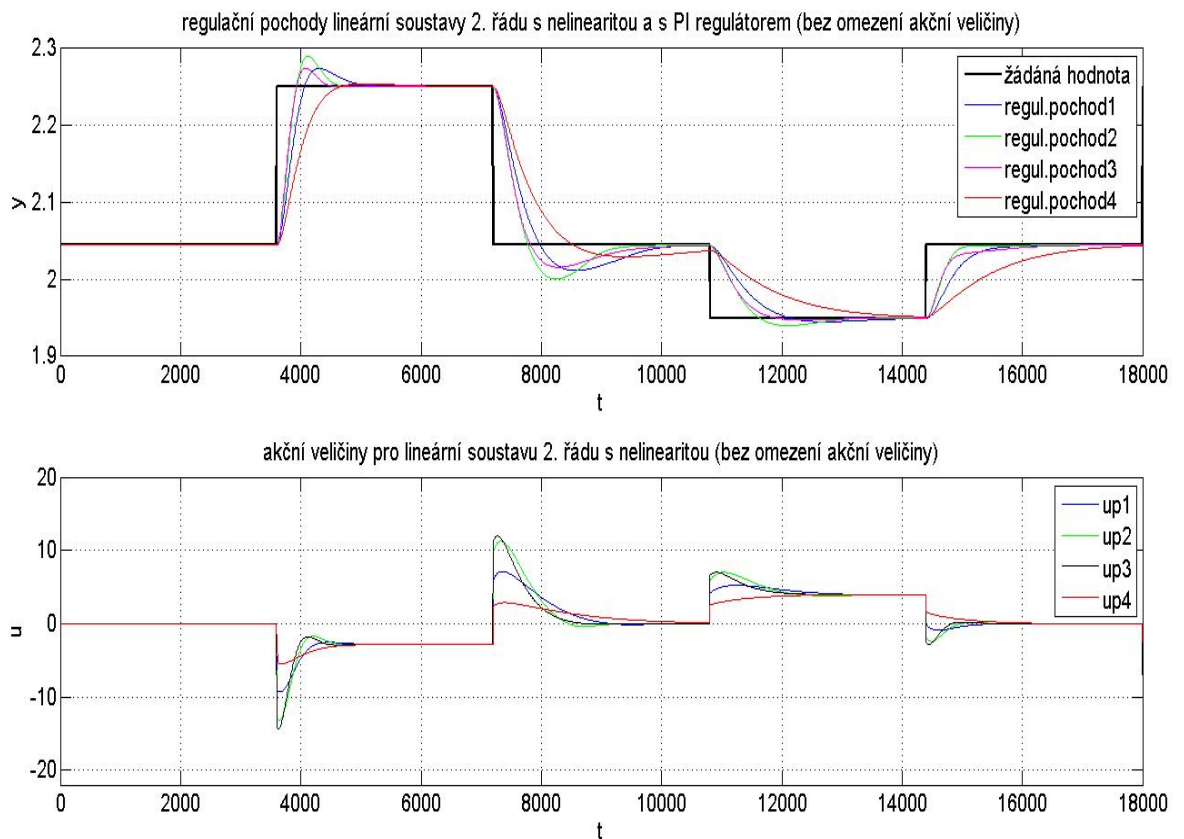 regulační pochody lineární soustavy 2. řádu s nelinearitou a s PI regulátorem (bez omezení akční veličiny)
2.3
2.2
2.1
2
1.9
y
žádáná hodnota
regul.pochod1
regul.pochod2
regul.pochod3
regul.pochod4
0 2000 4000 6000 8000 10000 12000 14000 16000 18000
t
akční veličiny pro lineární soustavu 2. řádu s nelinearitou (bez omezení akční veličiny)
20
10
0
-10
-20
u
up1
up2
up3
up4
0 2000 4000 6000 8000 10000 12000 14000 16000 18000
t